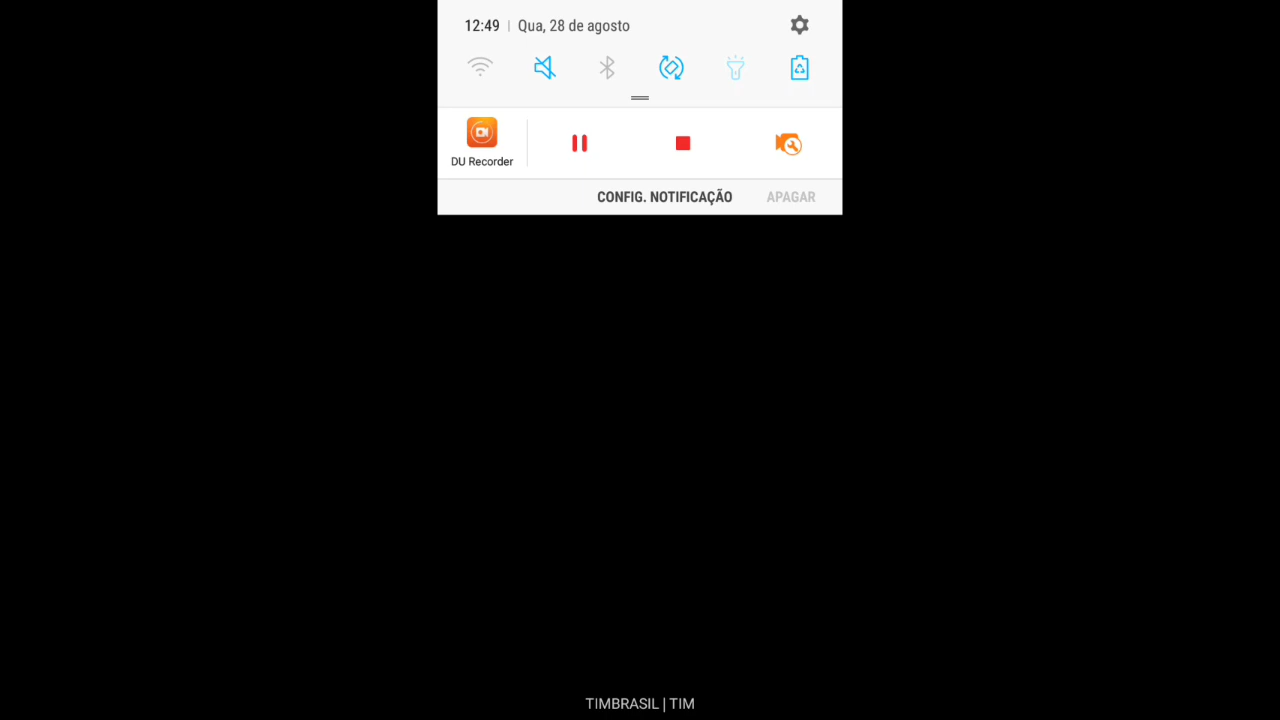 12:49 | Qua, 28 de agosto
DU Recorder
CONFIG. NOTIFICAÇÃO APAGAR
TIMBRASIL | TIM